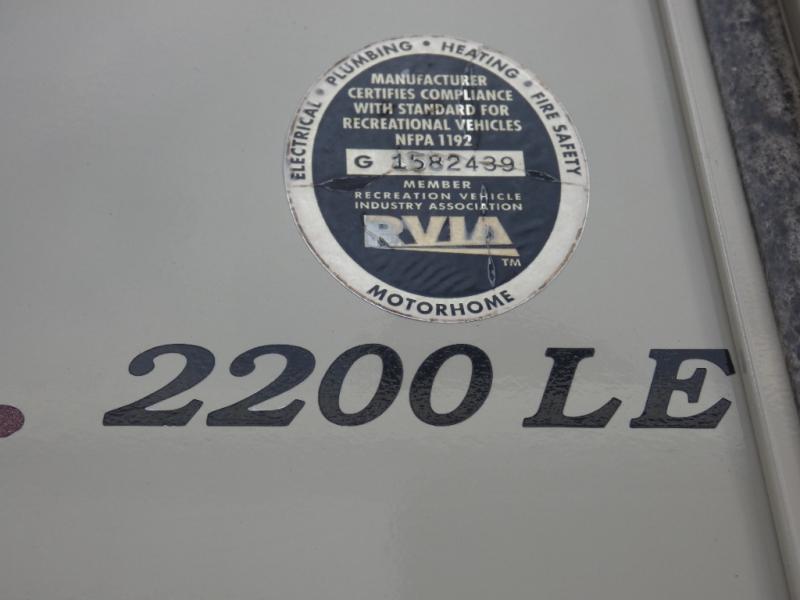 ELECTRICAL • PLUMBING • HEATING • FIRE SAFETY
MANUFACTURER
CERTIFIES COMPLIANCE
WITH STANDARD FOR
RECREATIONAL VEHICLES
NFPA 1192
G 1582439
MEMBER
RECREATION VEHICLE
INDUSTRY ASSOCIATION
RVIA
TM
MOTORHOME
2200 LE